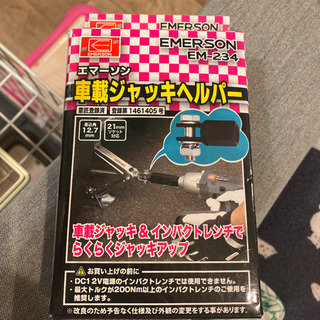 EMERSON
EMERSON
EM-234
エマーソン
車載ジャッキヘルパー
意匠登録済 登録第1461405号
差込角
12.7mm
21mm
ソケット
対応
車載ジャッキ&インパクトレンチで
らくらくジャッキアップ
お買い上げの前に
・DC12V電源のインパクトレンチでは使用できません。
・最大トルクが200Nm以上のインパクトレンチのご使用を
推奨します。
※改良のため予告なく仕様及び外観の変更をする事があります。